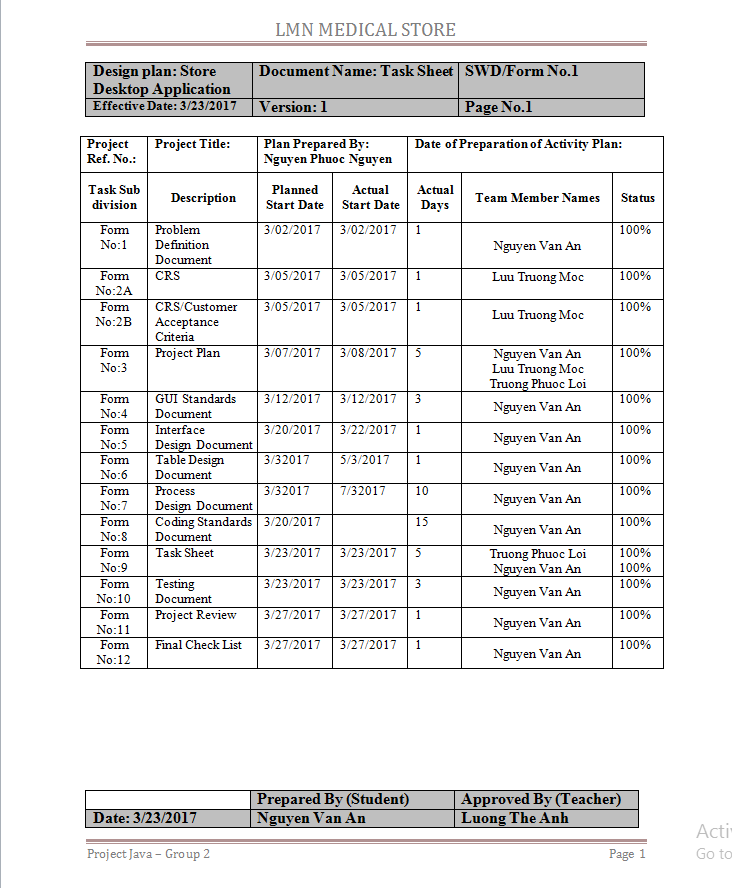 LMN MEDICAL STORE
Design plan: Store Document Name: Task Sheet SWD/Form No.1
Desktop Application
Effective Date: 3/23/2017 Version: 1 Page No.1
Project Project Title: Plan Prepared By: Date of Preparation of Activity Plan:
Ref. No.: Nguyen Phuoc Nguyen
Task Sub Description Planned Actual Actual Team Member Names Status
division Start Date Start Date Days
Form Problem 3/02/2017 3/02/2017 1 100%
No:1 Definition Nguyen Van An
Document
Form CRS 3/05/2017 3/05/2017 1 Luu Truong Moc 100%
No:2A
Form CRS/Customer 3/05/2017 3/05/2017 1 100%
No:2B Acceptance Luu Truong Moc
Criteria
Form Project Plan 3/07/2017 3/08/2017 5 Nguyen Van An 100%
No:3 Luu Truong Moc
Truong Phuoc Loi
Form GUI Standards 3/12/2017 3/12/2017 3 Nguyen Van An 100%
No:4 Document
Form Interface 3/20/2017 3/22/2017 1 Nguyen Van An 100%
No:5 Design Document
Form Table Design 3/32017 5/3/2017 1 Nguyen Van An 100%
No:6 Document
Form Process 3/32017 7/32017 10 Nguyen Van An 100%
No:7 Design Document
Form Coding Standards 3/20/2017 15 Nguyen Van An 100%
No:8 Document
Form Task Sheet 3/23/2017 3/23/2017 5 Truong Phuoc Loi 100%
No:9 Nguyen Van An 100%
Form Testing 3/23/2017 3/23/2017 3 Nguyen Van An 100%
No:10 Document
Form Project Review 3/27/2017 3/27/2017 1 Nguyen Van An 100%
No:11
Form Final Check List 3/27/2017 3/27/2017 1 Nguyen Van An 100%
No:12
Prepared By (Student) Approved By (Teacher)
Date: 3/23/2017 Nguyen Van An Luong The Anh
Project Java – Group 2 Page 1
Go to